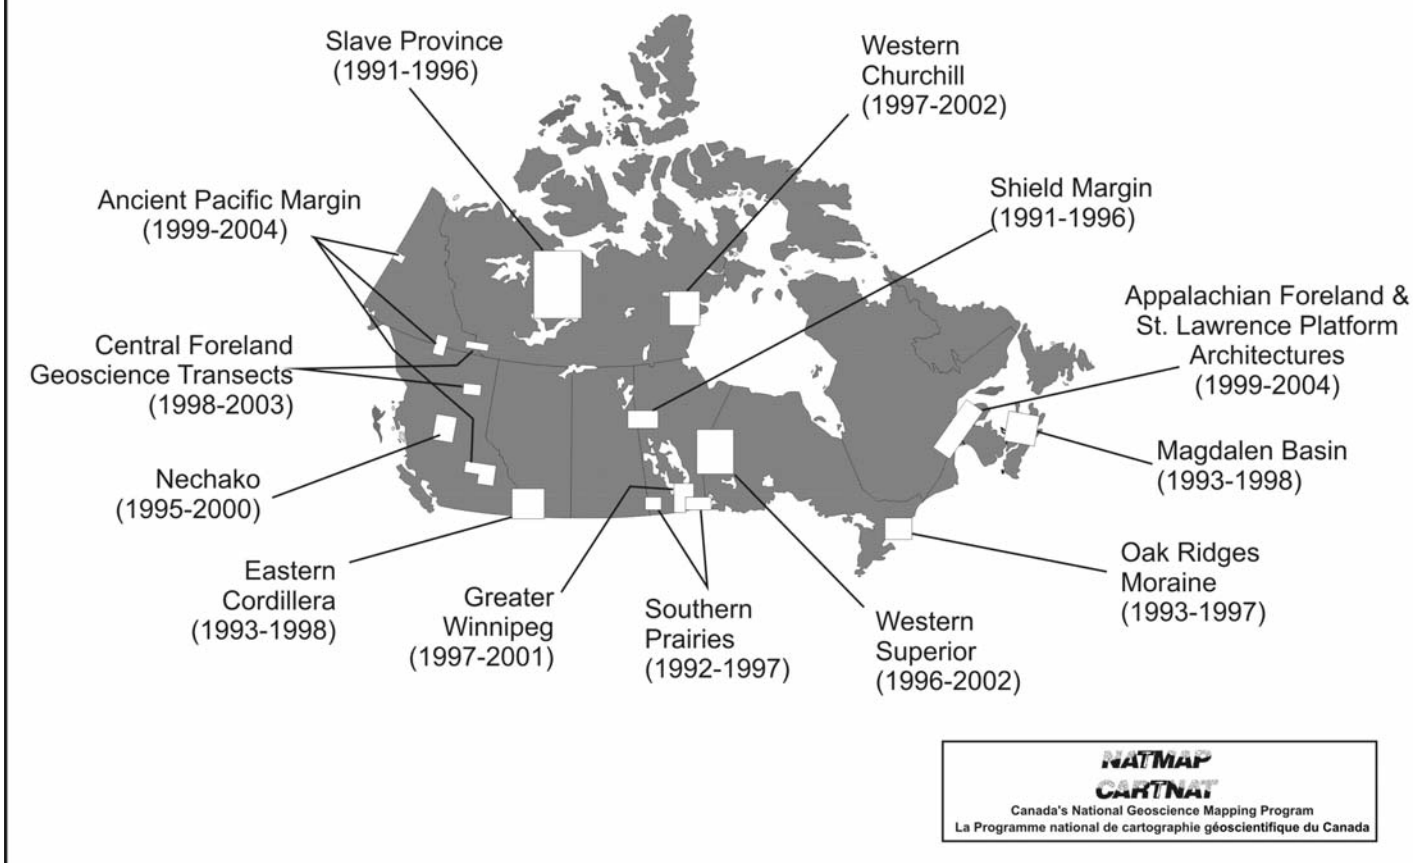 Slave Province
(1991-1996)
Western
Churchill
(1997-2002)
Ancient Pacific Margin
(1999-2004)
Shield Margin
(1991-1996)
Appalachian Foreland &
St. Lawrence Platform
Architectures
(1999-2004)
Central Foreland
Geoscience Transects
(1998-2003)
Magdalen Basin
(1993-1998)
Nechako
(1995-2000)
Oak Ridges
Moraine
(1993-1997)
Eastern
Cordillera
(1993-1998)
Greater
Winnipeg
(1997-2001)
Southern
Prairies
(1992-1997)
Western
Superior
(1996-2002)
NATMAP
CARTNAT
Canada's National Geoscience Mapping Program
La Programme national de cartographie géoscientifique du Canada